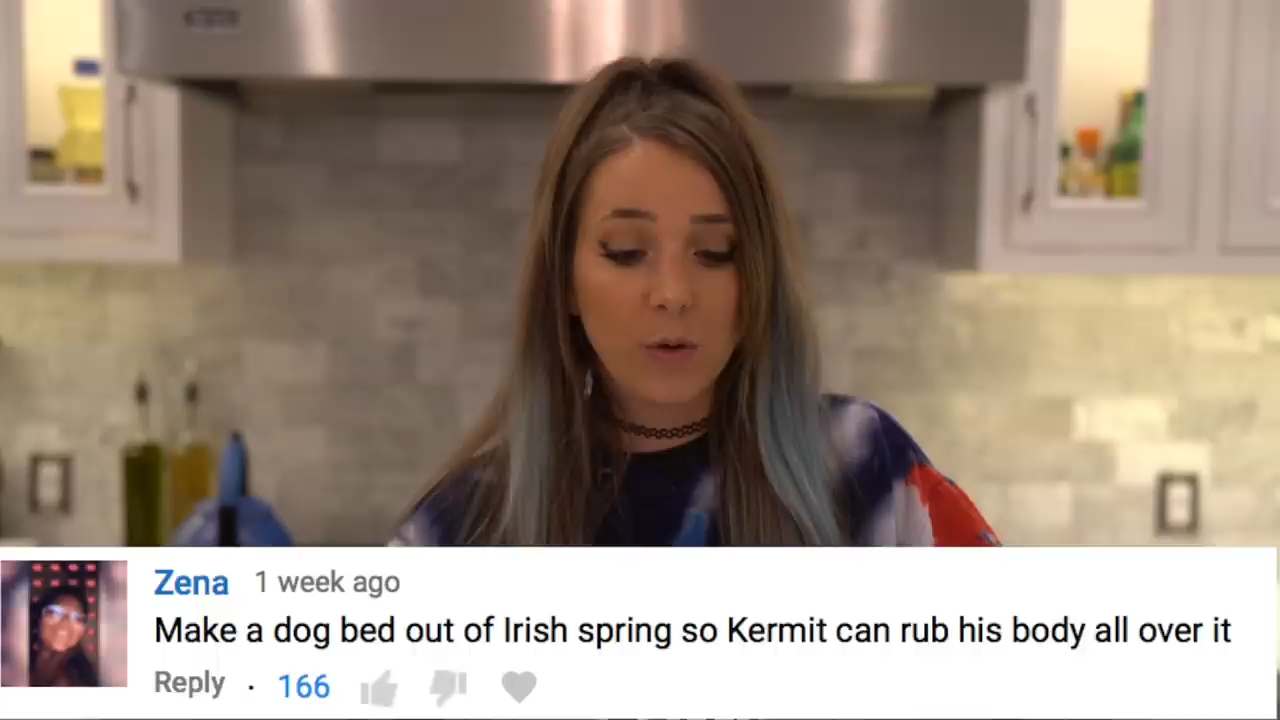 Zena 1 week ago
Make a dog bed out of Irish spring so Kermit can rub his body all over it
Reply · 166